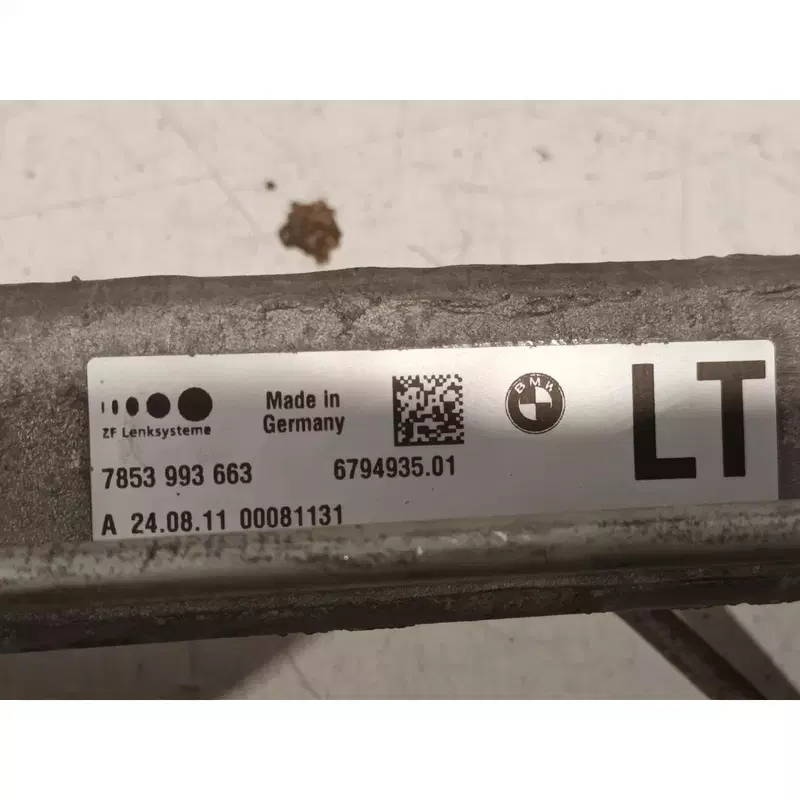 ZF Lenksysteme
Made in
Germany
BMW
LT
7853 993 663
6794935.01
A 24.08.11 00081131